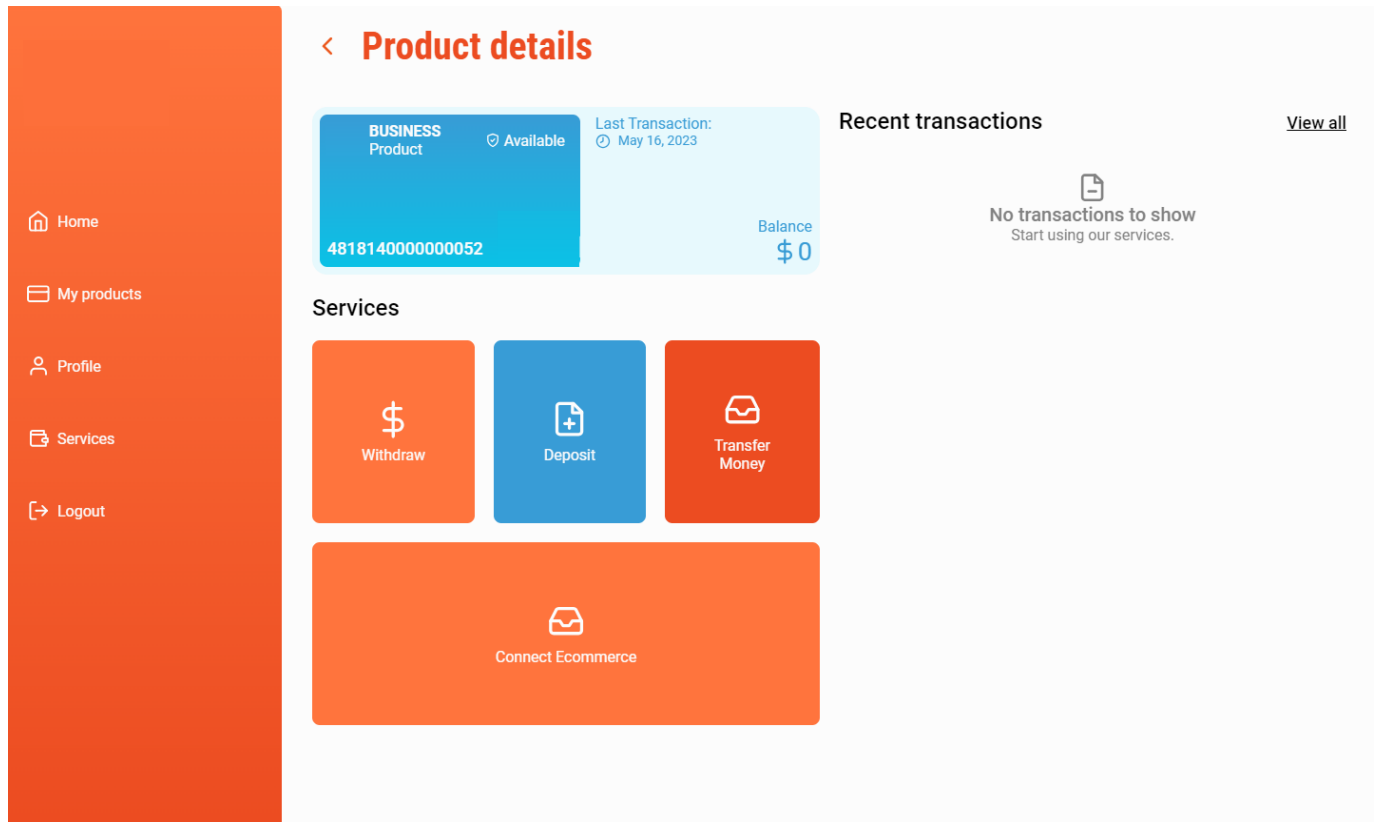 Product details
Home
My products
Profile
Services
Logout
BUSINESS
Product
Available
4818140000000052
Last Transaction:
May 16, 2023
Balance
$0
Services
Withdraw
Deposit
Transfer
Money
Connect Ecommerce
Recent transactions
View all
No transactions to show
Start using our services.